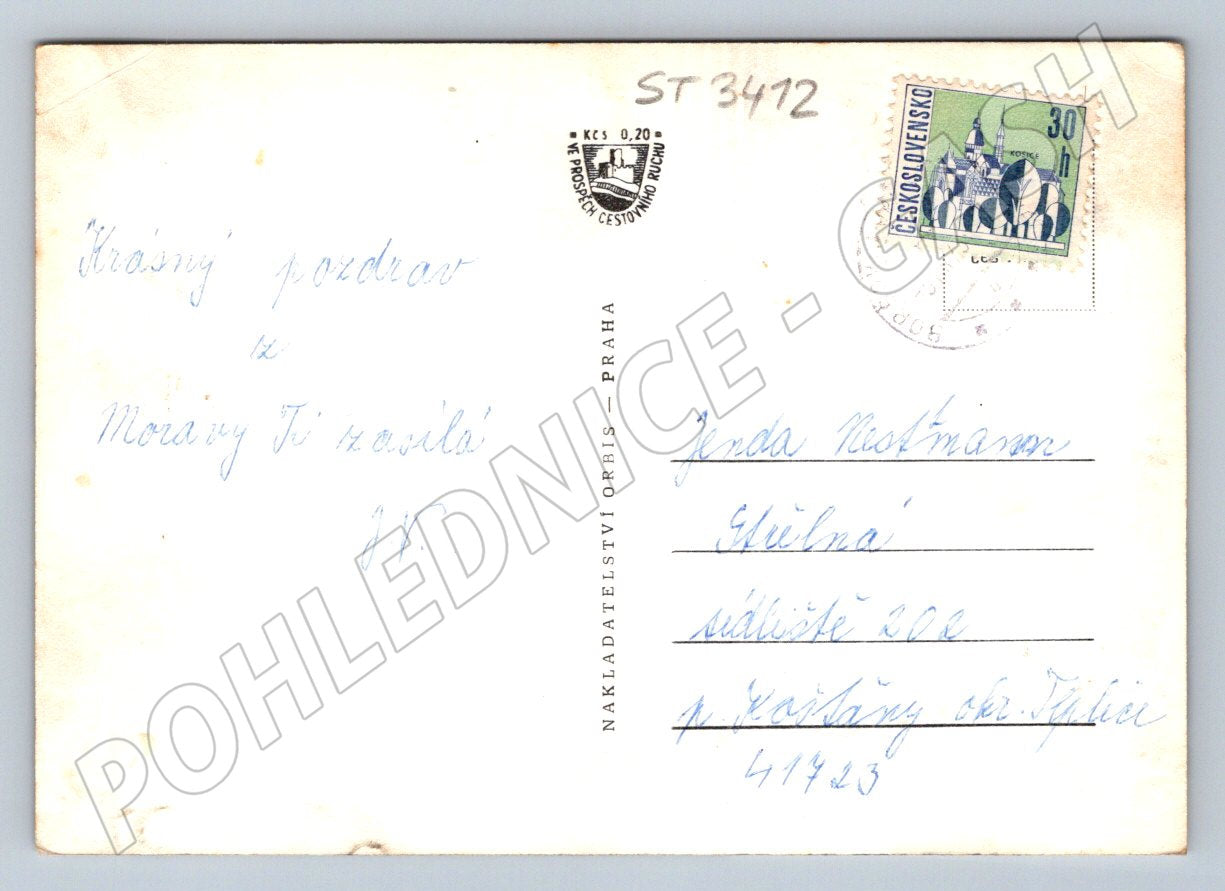 ST 3412
Kčs 0,20
VE PROSPĚCH CESTOVNÍHO RUCHU
ČESKOSLOVENSKO
30 h
KOŠICE
Krásný pozdrav
z
Moravy Ti zasílá
J V.
NAKLADATELSTVÍ ORBIS — PRAHA
Jenda
Střelná
sídliště 202
p. Košťany okr. Teplice
41723
POHLEDNICE - GASH